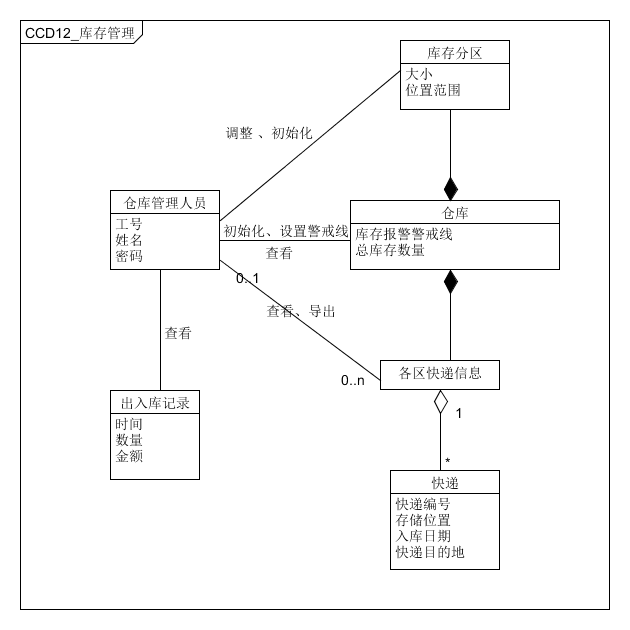 CCD12_库存管理
库存分区
大小
位置范围
调整 、初始化
仓库管理人员
工号
姓名
密码
仓库
库存报警警戒线
总库存数量
初始化、设置警戒线
查看
0..1
查看、导出
0..n
查看
各区快递信息
1
*
出入库记录
时间
数量
金额
快递
快递编号
存储位置
入库日期
快递目的地